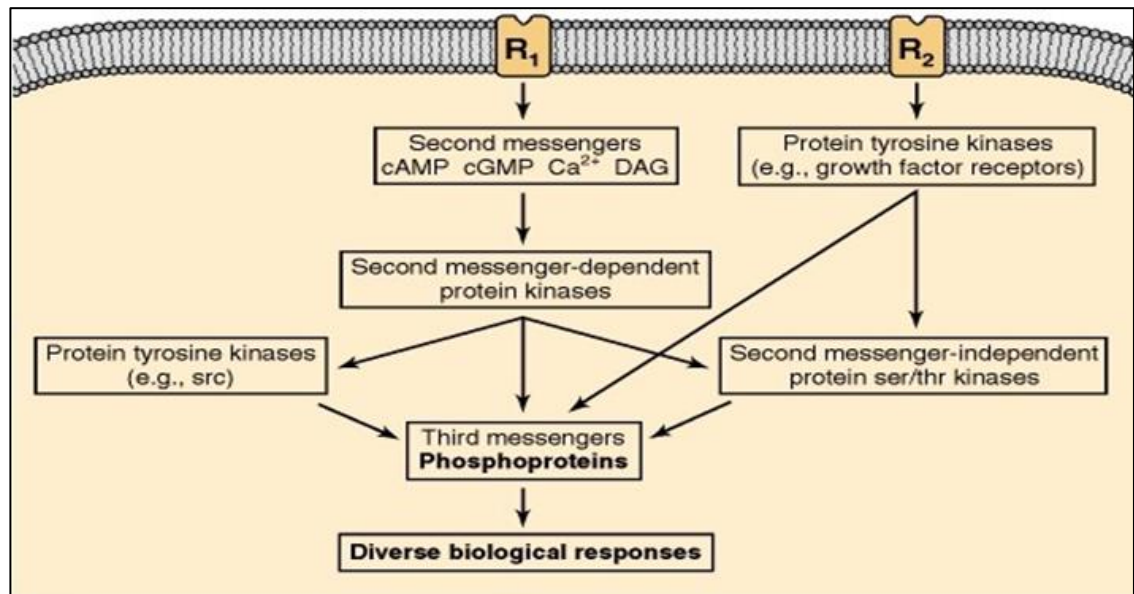 R₁
R₂
Second messengers
cAMP cGMP Ca²⁺ DAG
Protein tyrosine kinases
(e.g., growth factor receptors)
Second messenger-dependent
protein kinases
Protein tyrosine kinases
(e.g., src)
Second messenger-independent
protein ser/thr kinases
Third messengers
Phosphoproteins
Diverse biological responses